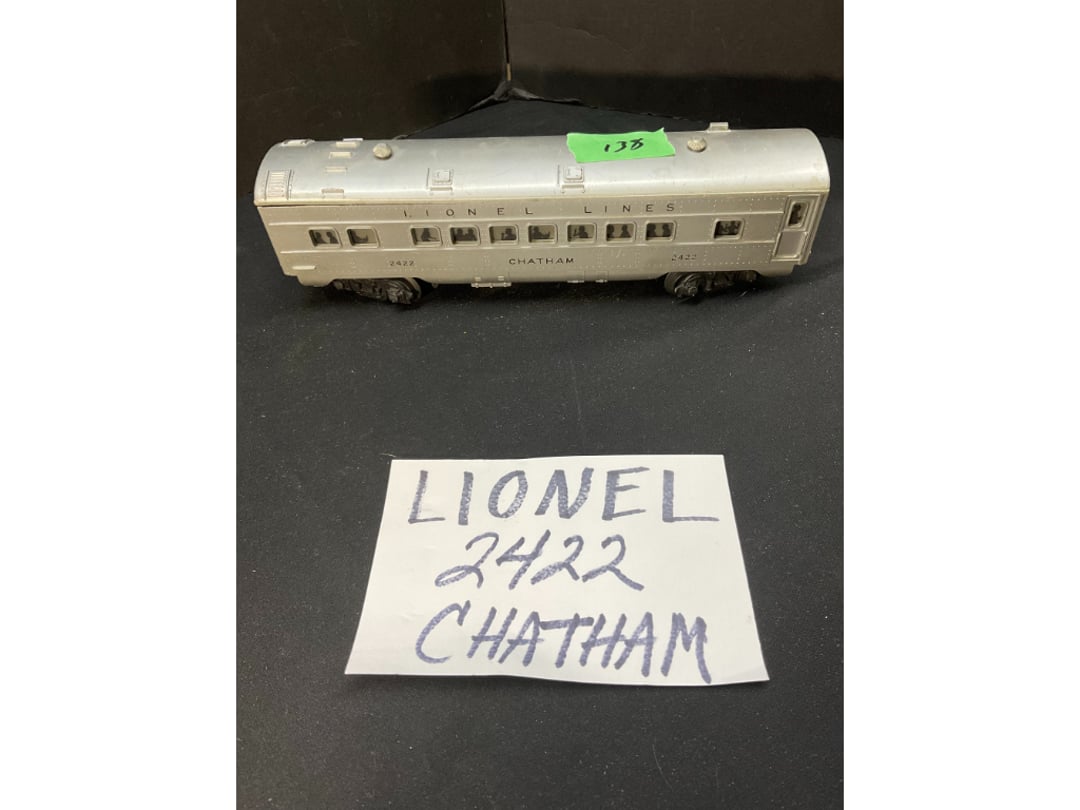 138
LIONEL LINES
2422 CHATHAM 2422
LIONEL
2422
CHATHAM